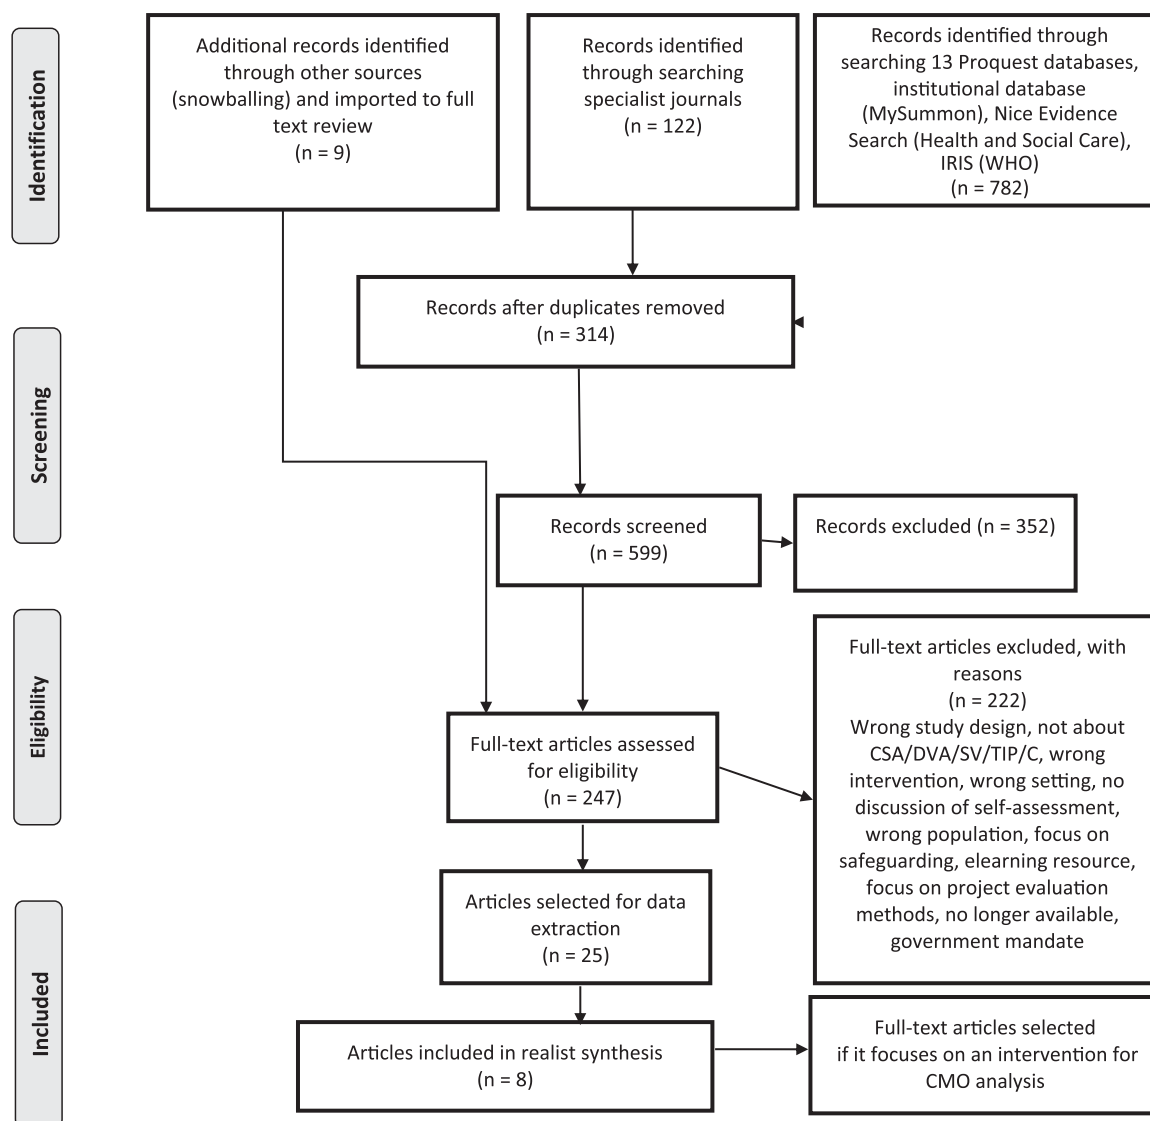 Identification
Additional records identified
through other sources
(snowballing) and imported to full
text review
(n = 9)
Records identified
through searching
specialist journals
(n = 122)
Records identified through
searching 13 Proquest databases,
institutional database
(MySummon), Nice Evidence
Search (Health and Social Care),
IRIS (WHO)
(n = 782)
Screening
Records after duplicates removed
(n = 314)
Records screened
(n = 599)
Records excluded (n = 352)
Eligibility
Full-text articles assessed
for eligibility
(n = 247)
Full-text articles excluded, with
reasons
(n = 222)
Wrong study design, not about
CSA/DVA/SV/TIP/C, wrong
intervention, wrong setting, no
discussion of self-assessment,
wrong population, focus on
safeguarding, elearning resource,
focus on project evaluation
methods, no longer available,
government mandate
Included
Articles selected for data
extraction
(n = 25)
Articles included in realist synthesis
(n = 8)
Full-text articles selected
if it focuses on an intervention for
CMO analysis